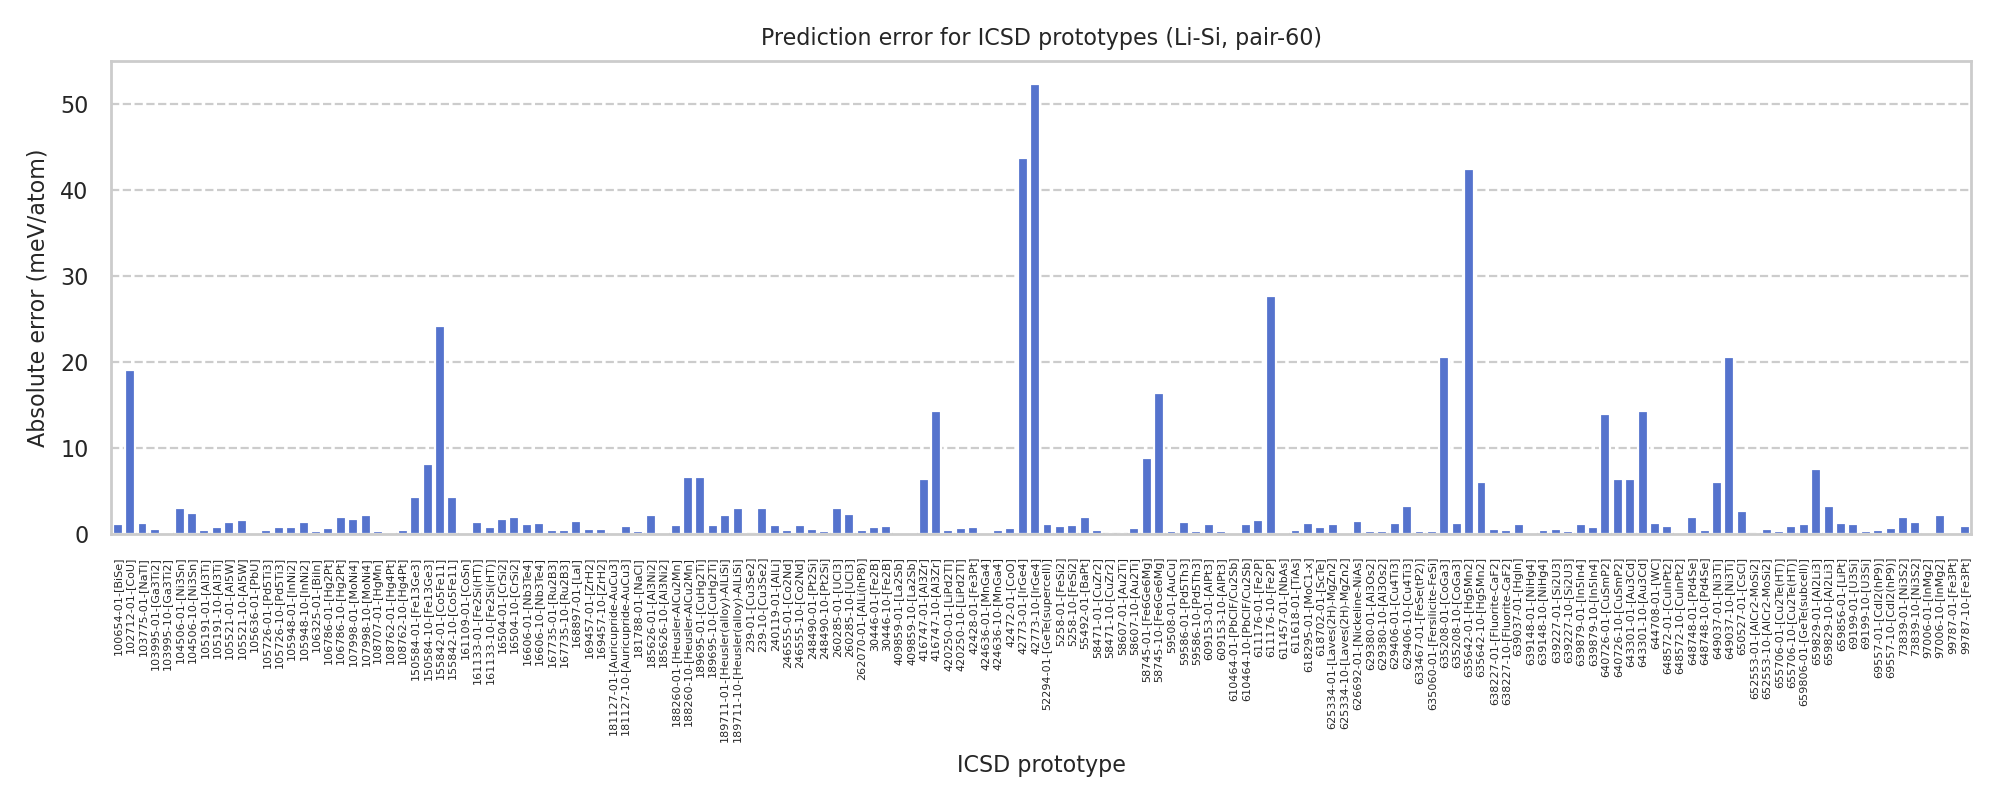 Prediction error for ICSD prototypes (Li-Si, pair-60)
Absolute error (meV/atom)
50
40
30
20
10
0
100654-01-[BiSe]
102712-01-[CoU]
103775-01-[NaTl]
103995-01-[Ga3Ti2]
103995-10-[Ga3Ti2]
104506-01-[Ni3Sn]
104506-10-[Ni3Sn]
105191-01-[Al3Ti]
105191-10-[Al3Ti]
105521-01-[Al5W]
105521-10-[Al5W]
105636-01-[PbU]
105726-01-[Pd5Ti3]
105726-10-[Pd5Ti3]
105948-01-[InNi2]
105948-10-[InNi2]
106325-01-[BiIn]
106786-01-[Hg2Pt]
106786-10-[Hg2Pt]
107998-01-[MoNi4]
107998-10-[MoNi4]
108707-01-[HgMn]
108762-01-[Hg4Pt]
108762-10-[Hg4Pt]
150584-01-[Fe13Ge3]
150584-10-[Fe13Ge3]
155842-01-[Co5Fe11]
155842-10-[Co5Fe11]
161109-01-[CoSn]
161133-01-[Fe2Si(HT)]
161133-10-[Fe2Si(HT)]
16504-01-[CrSi2]
16504-10-[CrSi2]
16606-01-[Nb3Te4]
16606-10-[Nb3Te4]
167735-01-[Ru2B3]
167735-10-[Ru2B3]
168897-01-[LaI]
169457-01-[ZrH2]
169457-10-[ZrH2]
181127-01-[Auricupride-AuCu3]
181127-10-[Auricupride-AuCu3]
181788-01-[NaCl]
185626-01-[Al3Ni2]
185626-10-[Al3Ni2]
188260-01-[Heusler-AlCu2Mn]
188260-10-[Heusler-AlCu2Mn]
189695-01-[CuHg2Ti]
189695-10-[CuHg2Ti]
189711-01-[Heusler(alloy)-AlLiSi]
189711-10-[Heusler(alloy)-AlLiSi]
239-01-[Cu3Se2]
239-10-[Cu3Se2]
240119-01-[AlLi]
246555-01-[Co2Nd]
246555-10-[Co2Nd]
248490-01-[Pt2Si]
248490-10-[Pt2Si]
260285-01-[UCl3]
260285-10-[UCl3]
262070-01-[AlLi(hP8)]
30446-01-[Fe2B]
30446-10-[Fe2B]
409859-01-[La2Sb]
409859-10-[La2Sb]
416747-01-[Al3Zr]
416747-10-[Al3Zr]
420250-01-[LiPd2Tl]
420250-10-[LiPd2Tl]
42428-01-[Fe3Pt]
424636-01-[MnGa4]
424636-10-[MnGa4]
42472-01-[CoO]
42773-01-[IrGe4]
42773-10-[IrGe4]
52294-01-[GeTe(supercell)]
5258-01-[FeSi2]
5258-10-[FeSi2]
55492-01-[BaPt]
58471-01-[CuZr2]
58471-10-[CuZr2]
58607-01-[Au2Ti]
58607-10-[Au2Ti]
58745-01-[Fe6Ge6Mg]
58745-10-[Fe6Ge6Mg]
59508-01-[AuCu]
59586-01-[Pd5Th3]
59586-10-[Pd5Th3]
609153-01-[AlPt3]
609153-10-[AlPt3]
610464-01-[PbClF/Cu2Sb]
610464-10-[PbClF/Cu2Sb]
611176-01-[Fe2P]
611176-10-[Fe2P]
611457-01-[NbAs]
611618-01-[TiAs]
618295-01-[MoC1-x]
618702-01-[ScTe]
625334-01-[Laves(2H)-MgZn2]
625334-10-[Laves(2H)-MgZn2]
626692-01-[Nickeline-NiAs]
629380-01-[Al3Os2]
629380-10-[Al3Os2]
629406-01-[Cu4Ti3]
629406-10-[Cu4Ti3]
633467-01-[FeSe(tP2)]
635060-01-[Fersilicite-FeSi]
635208-01-[CoGa3]
635208-10-[CoGa3]
635642-01-[Hg5Mn2]
635642-10-[Hg5Mn2]
638227-01-[Fluorite-CaF2]
638227-10-[Fluorite-CaF2]
639037-01-[HgIn]
639148-01-[NiHg4]
639148-10-[NiHg4]
639227-01-[Si2U3]
639227-10-[Si2U3]
639879-01-[In5In4]
639879-10-[In5In4]
640726-01-[CuSmP2]
640726-10-[CuSmP2]
643301-01-[Au3Cd]
643301-10-[Au3Cd]
644708-01-[WC]
648572-01-[CuInPt2]
648572-10-[CuInPt2]
648748-01-[Pd4Se]
648748-10-[Pd4Se]
649037-01-[Ni3Ti]
649037-10-[Ni3Ti]
650527-01-[CsCl]
652553-01-[AlCr2-MoSi2]
652553-10-[AlCr2-MoSi2]
655706-01-[Cu2Te(HT)]
655706-10-[Cu2Te(HT)]
659806-01-[GeTe(subcell)]
659829-01-[Al2Li3]
659829-10-[Al2Li3]
659856-01-[LiPt]
69199-01-[U3Si]
69199-10-[U3Si]
69557-01-[CdI2(hP9)]
69557-10-[CdI2(hP9)]
73839-01-[Ni3S2]
73839-10-[Ni3S2]
97006-01-[InMg2]
97006-10-[InMg2]
99787-01-[Fe3Pt]
99787-10-[Fe3Pt]
ICSD prototype